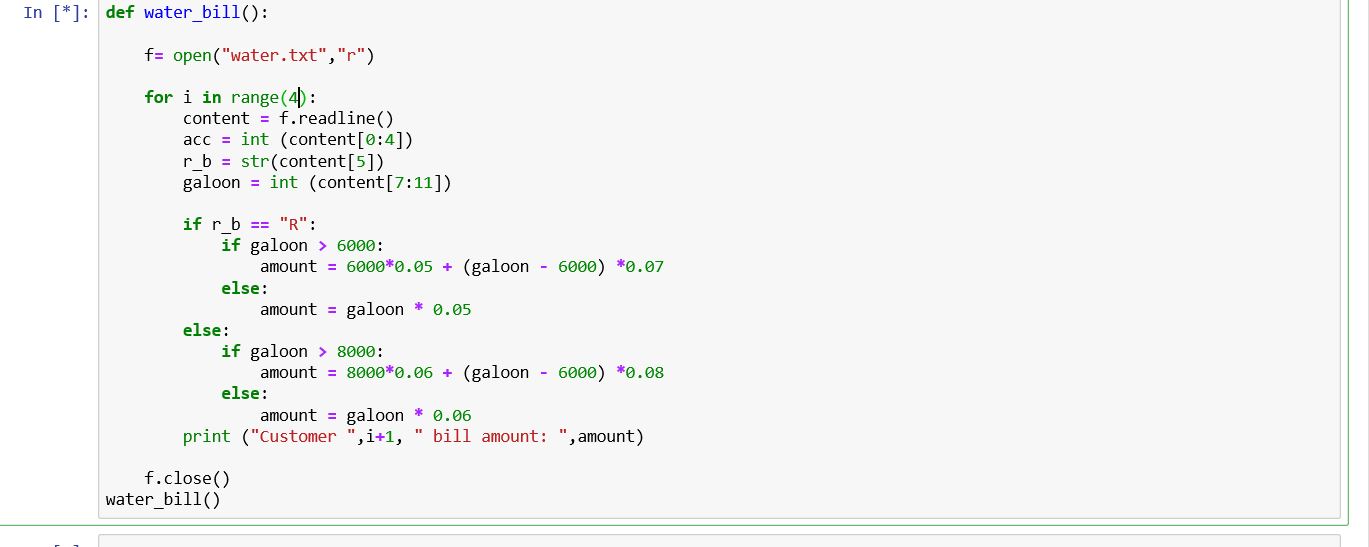 In [*]: def water_bill():
f= open("water.txt","r")
for i in range(4):
content = f.readline()
acc = int (content[0:4])
r_b = str(content[5])
galoon = int (content[7:11])
if r_b == "R":
if galoon > 6000:
amount = 6000*0.05 + (galoon - 6000) *0.07
else:
amount = galoon * 0.05
else:
if galoon > 8000:
amount = 8000*0.06 + (galoon - 6000) *0.08
else:
amount = galoon * 0.06
print ("Customer ",i+1, " bill amount: ",amount)
f.close()
water_bill()